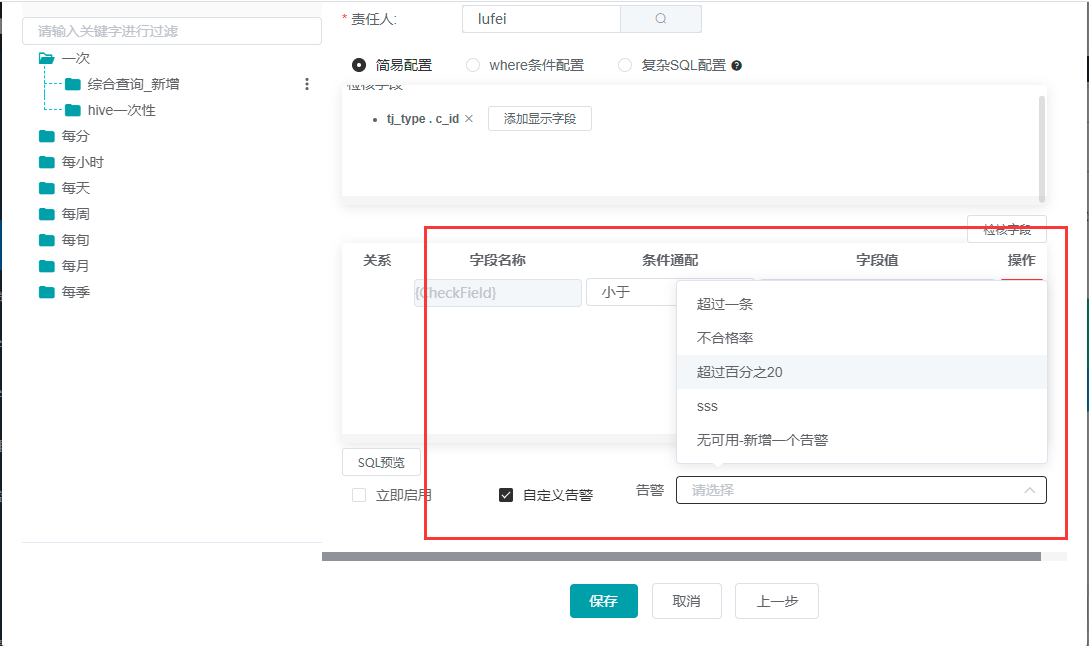 请输入关键字进行过滤
一次
综合查询_新增
hive一次性
每分
每小时
每天
每周
每旬
每月
每季
* 责任人:
lufei
简易配置
where条件配置
复杂SQL配置
检核字段
tj_type . c_id
添加显示字段
检核字段
关系
字段名称
条件通配
字段值
操作
{CheckField}
小于
超过一条
不合格率
超过百分之20
sss
无可用-新增一个告警
SQL预览
立即启用
自定义告警
告警
请选择
保存
取消
上一步